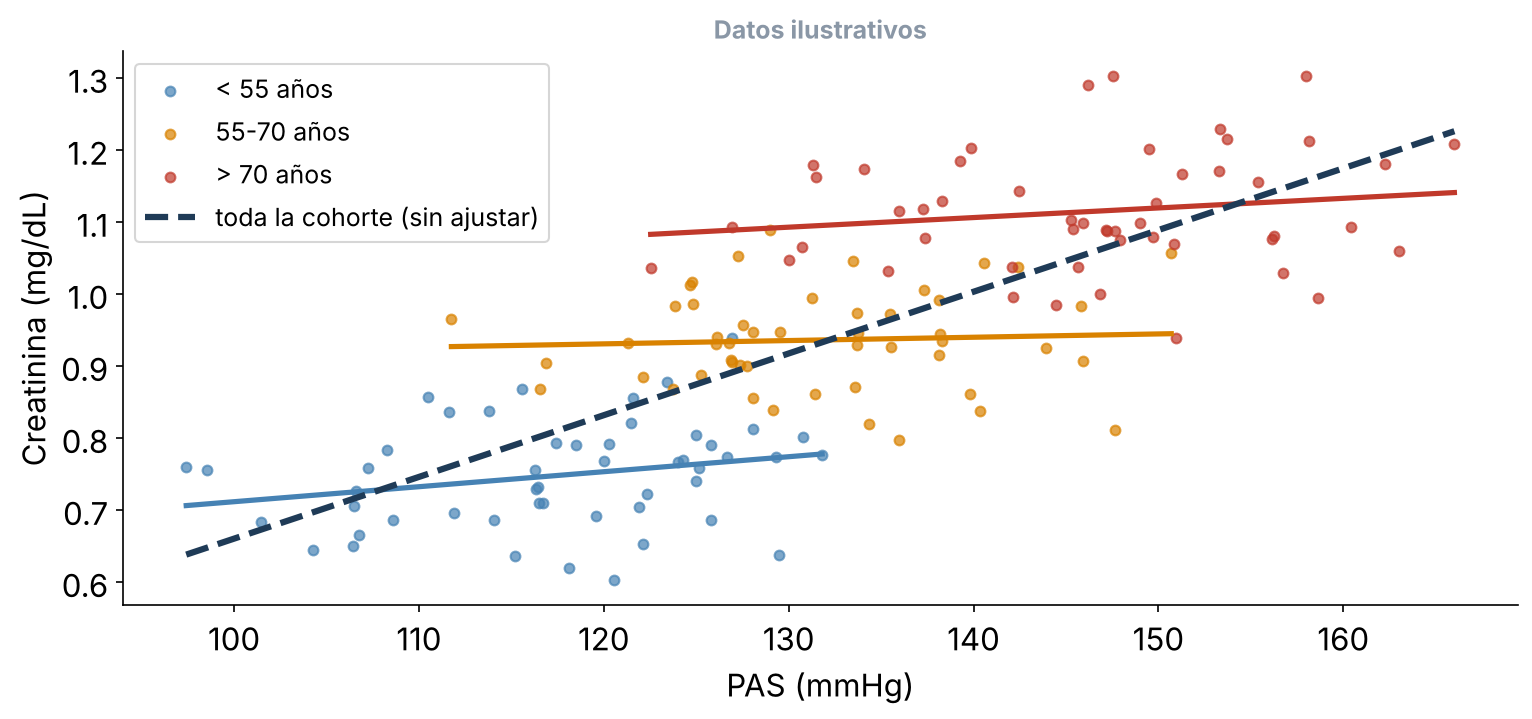 Datos ilustrativos
< 55 años
55-70 años
> 70 años
toda la cohorte (sin ajustar)
Creatinina (mg/dL)
1.3
1.2
1.1
1.0
0.9
0.8
0.7
0.6
100 110 120 130 140 150 160
PAS (mmHg)